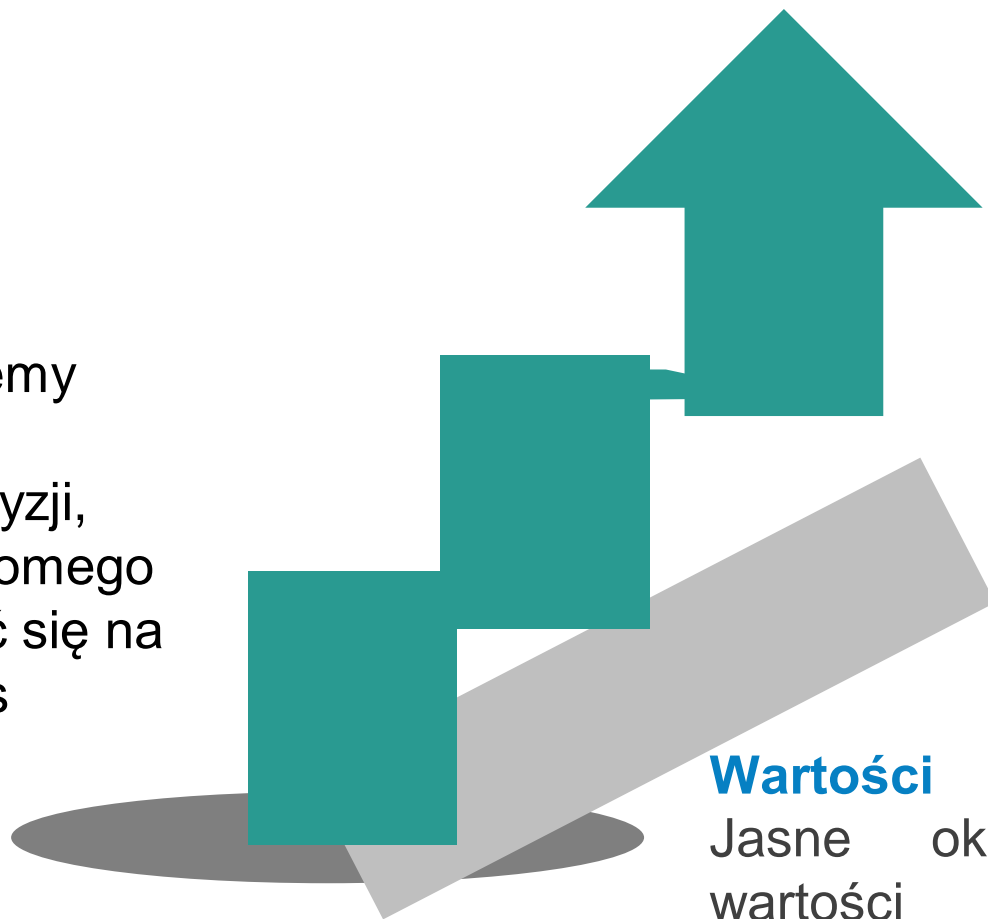 emy
yzji,
omego
ć się na
s
Wartości
Jasne ok
wartości